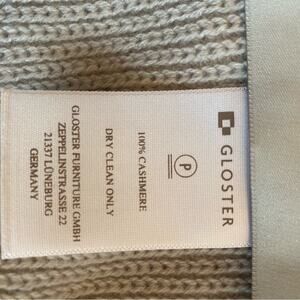 GLOSTER
P
100% CASHMERE
DRY CLEAN ONLY
GLOSTER FURNITURE GMBH
ZEPPELINSTRASSE 22
21337 LÜNEBURG
GERMANY